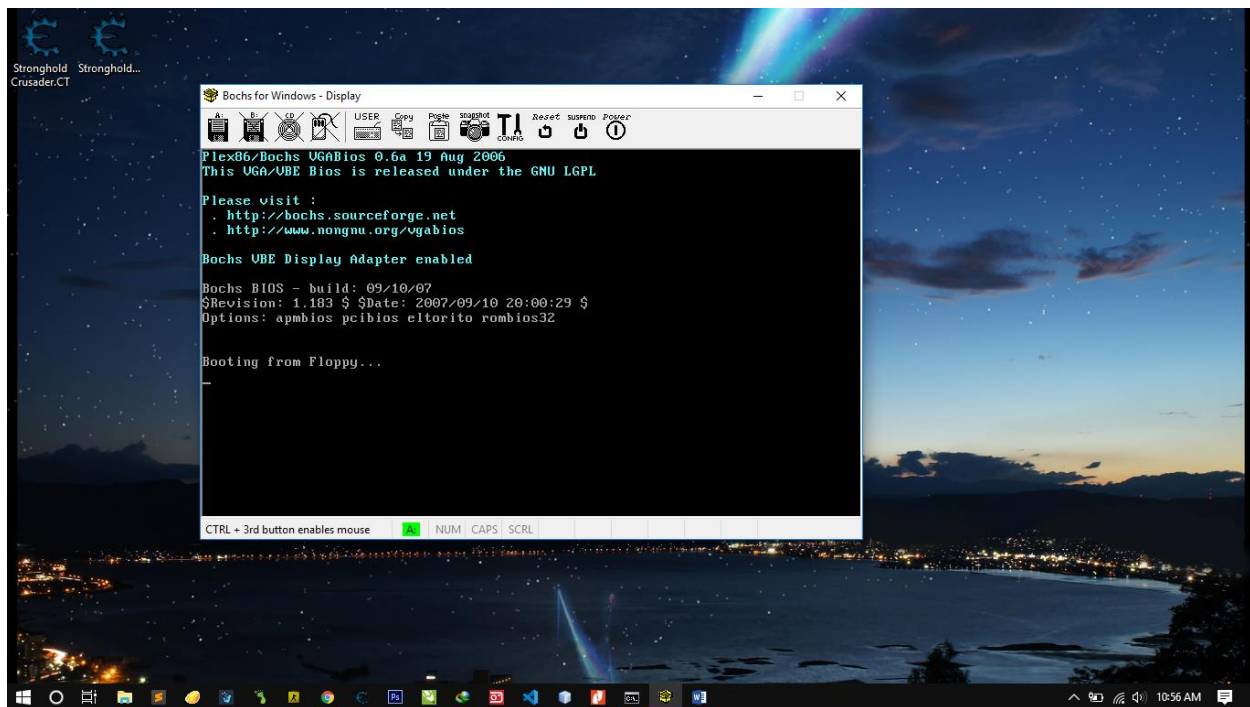 Stronghold Crusader.CT
Stronghold...
Bochs for Windows - Display
A:
B:
CD
USER
Copy
Paste
snapshot
CONFIG
Reset
SUSPEND
Power
Plex86/Bochs VGABios 0.6a 19 Aug 2006
This VGA/VBE Bios is released under the GNU LGPL
Please visit :
. http://bochs.sourceforge.net
. http://www.nongnu.org/vgabios
Bochs VBE Display Adapter enabled
Bochs BIOS - build: 09/10/07
$Revision: 1.183 $ $Date: 2007/09/10 20:00:29 $
Options: apmbios pcibios eltorito rombios32
Booting from Floppy...
CTRL + 3rd button enables mouse
A:
NUM
CAPS
SCRL
Ps
C:\.
10:56 AM